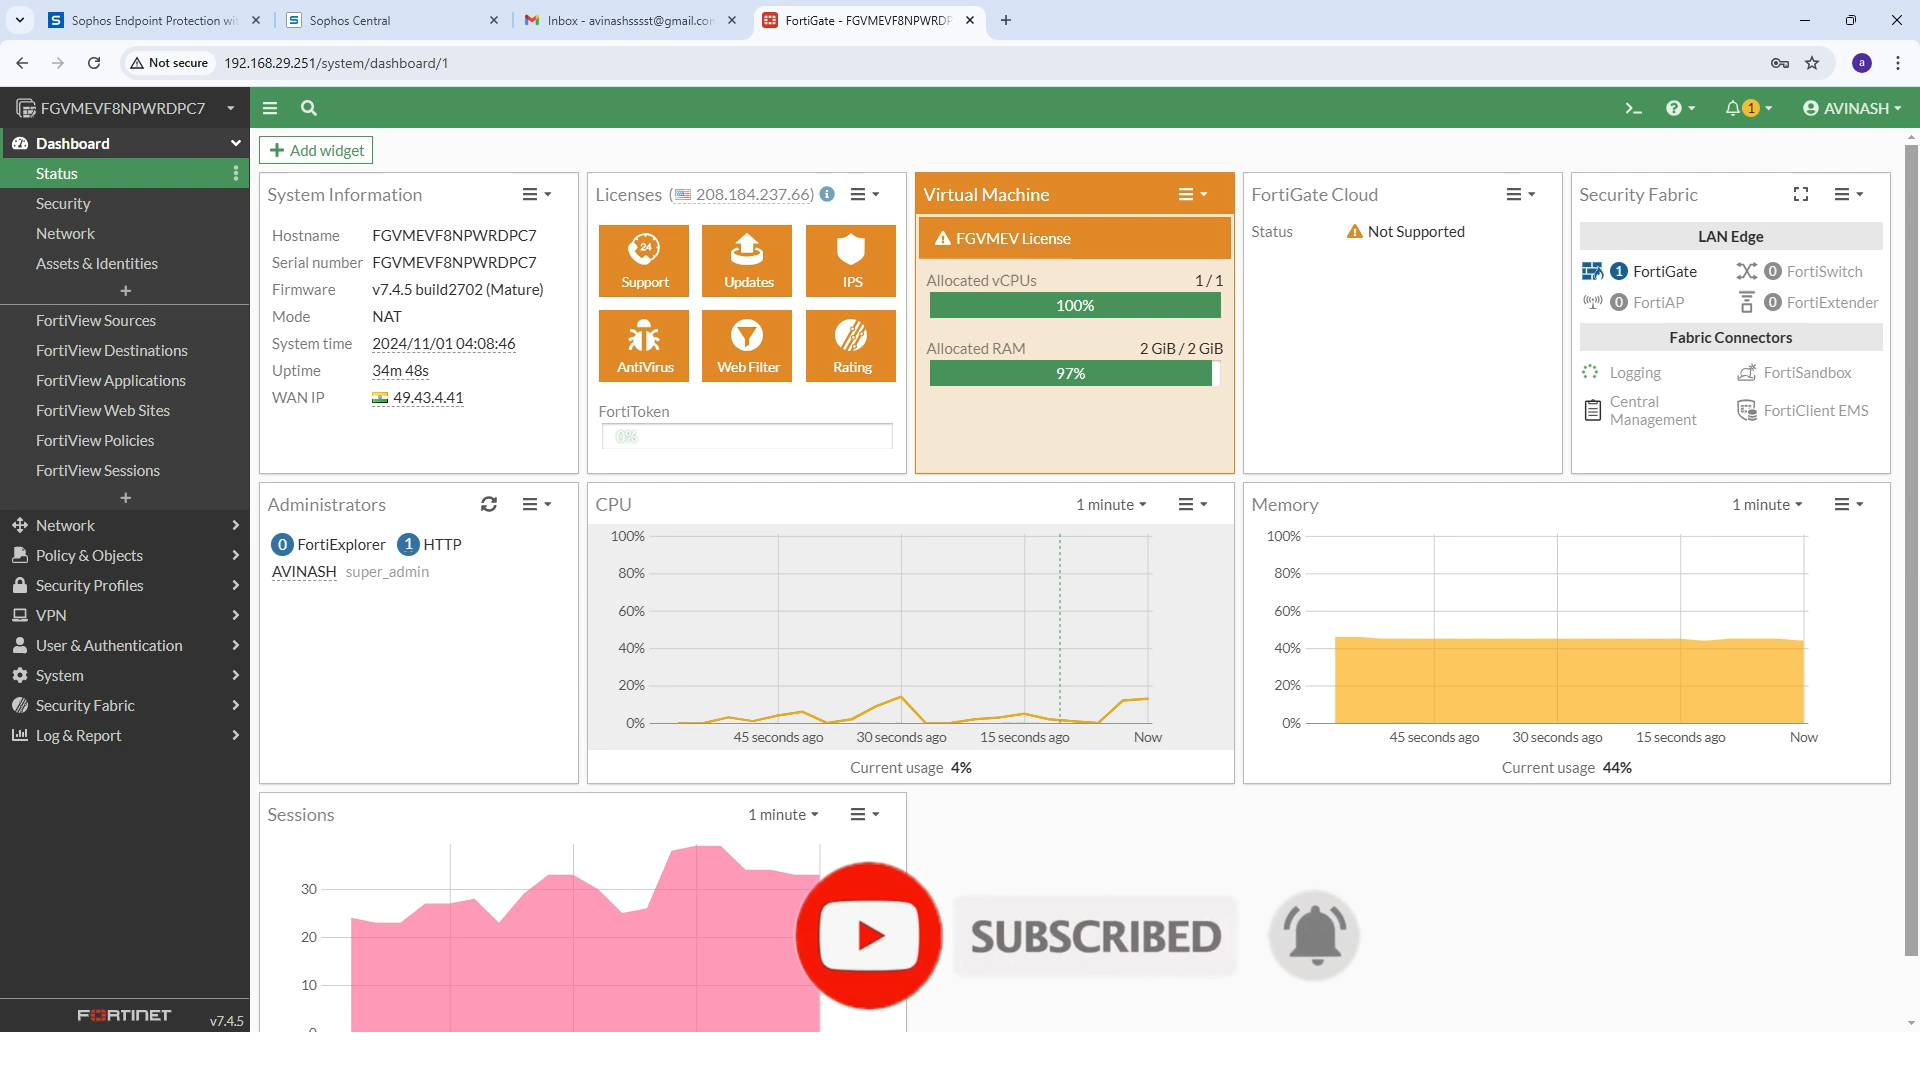 Sophos Endpoint Protection wit
Sophos Central
Inbox - avinashsssst@gmail.con
FortiGate - FGVMEVF8NPWRDP
Not secure
192.168.29.251/system/dashboard/1
a
FGVMEVF8NPWRDPC7
1
AVINASH
Dashboard
Status
Security
Network
Assets & Identities
FortiView Sources
FortiView Destinations
FortiView Applications
FortiView Web Sites
FortiView Policies
FortiView Sessions
Network
Policy & Objects
Security Profiles
VPN
User & Authentication
System
Security Fabric
Log & Report
FORTINET
v7.4.5
Add widget
System Information
Hostname FGVMEVF8NPWRDPC7
Serial number FGVMEVF8NPWRDPC7
Firmware v7.4.5 build2702 (Mature)
Mode NAT
System time 2024/11/01 04:08:46
Uptime 34m 48s
WAN IP 49.43.4.41
Licenses (208.184.237.66)
24
Support
Updates
IPS
AntiVirus
Web Filter
Rating
FortiToken
0%
Virtual Machine
FGVMEV License
Allocated vCPUs 1 / 1
100%
Allocated RAM 2 GiB / 2 GiB
97%
FortiGate Cloud
Status Not Supported
Security Fabric
LAN Edge
1 FortiGate
0 FortiSwitch
0 FortiAP
0 FortiExtender
Fabric Connectors
Logging
FortiSandbox
Central
Management
FortiClient EMS
Administrators
0 FortiExplorer 1 HTTP
AVINASH super_admin
CPU
1 minute
100%
80%
60%
40%
20%
0%
45 seconds ago
30 seconds ago
15 seconds ago
Now
Current usage 4%
Memory
1 minute
100%
80%
60%
40%
20%
0%
45 seconds ago
30 seconds ago
15 seconds ago
Now
Current usage 44%
Sessions
1 minute
30
20
10
0
SUBSCRIBED